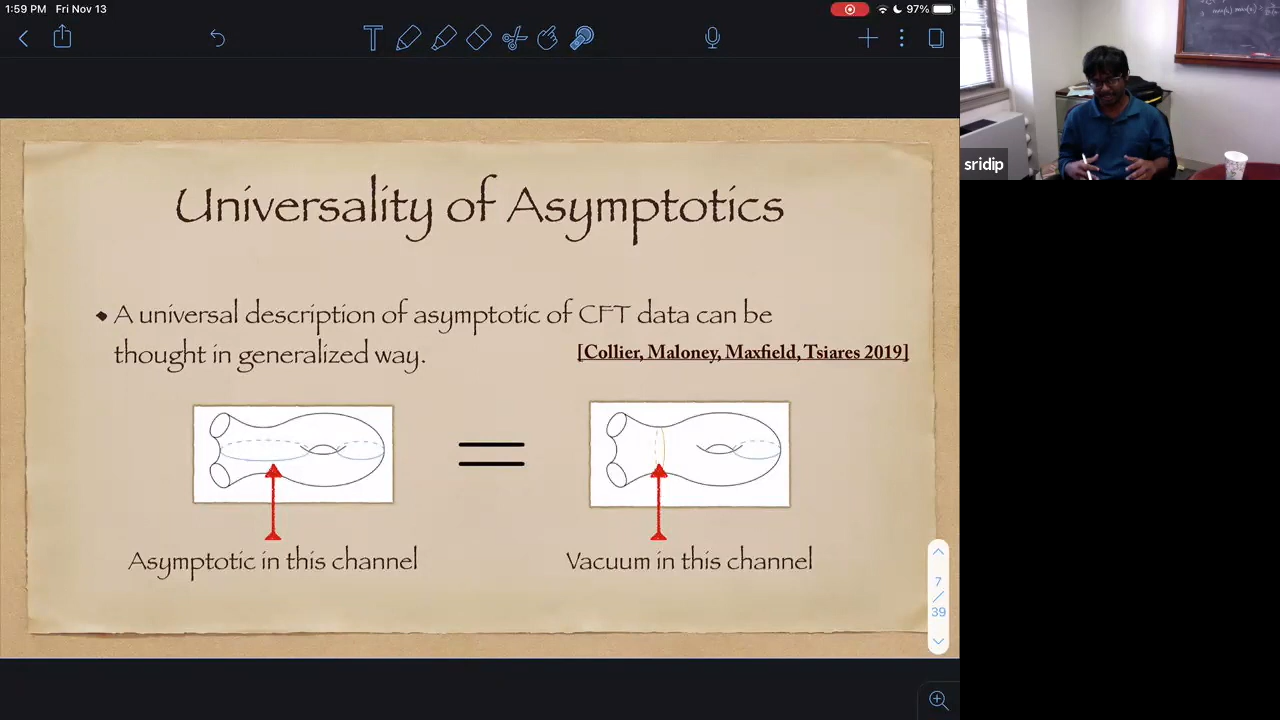 1:59 PM Fri Nov 13
97%
T
Universality of Asymptotics
A universal description of asymptotic of CFT data can be
thought in generalized way.
[Collier, Maloney, Maxfield, Tsiares 2019]
=
Asymptotic in this channel
Vacuum in this channel
7
/
39
sridip